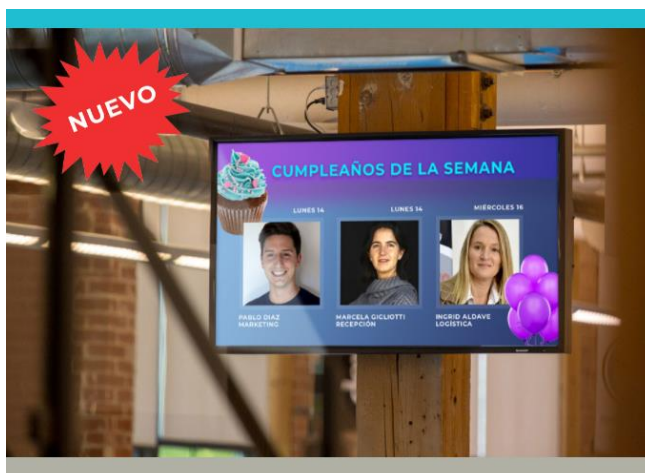 NUEVO
CUMPLEAÑOS DE LA SEMANA
LUNES 14
LUNES 14
MIÉRCOLES 16
PABLO DIAZ
MARKETING
MARCELA GIGLIOTTI
RECEPCIÓN
INGRID ALDAVE
LOGÍSTICA